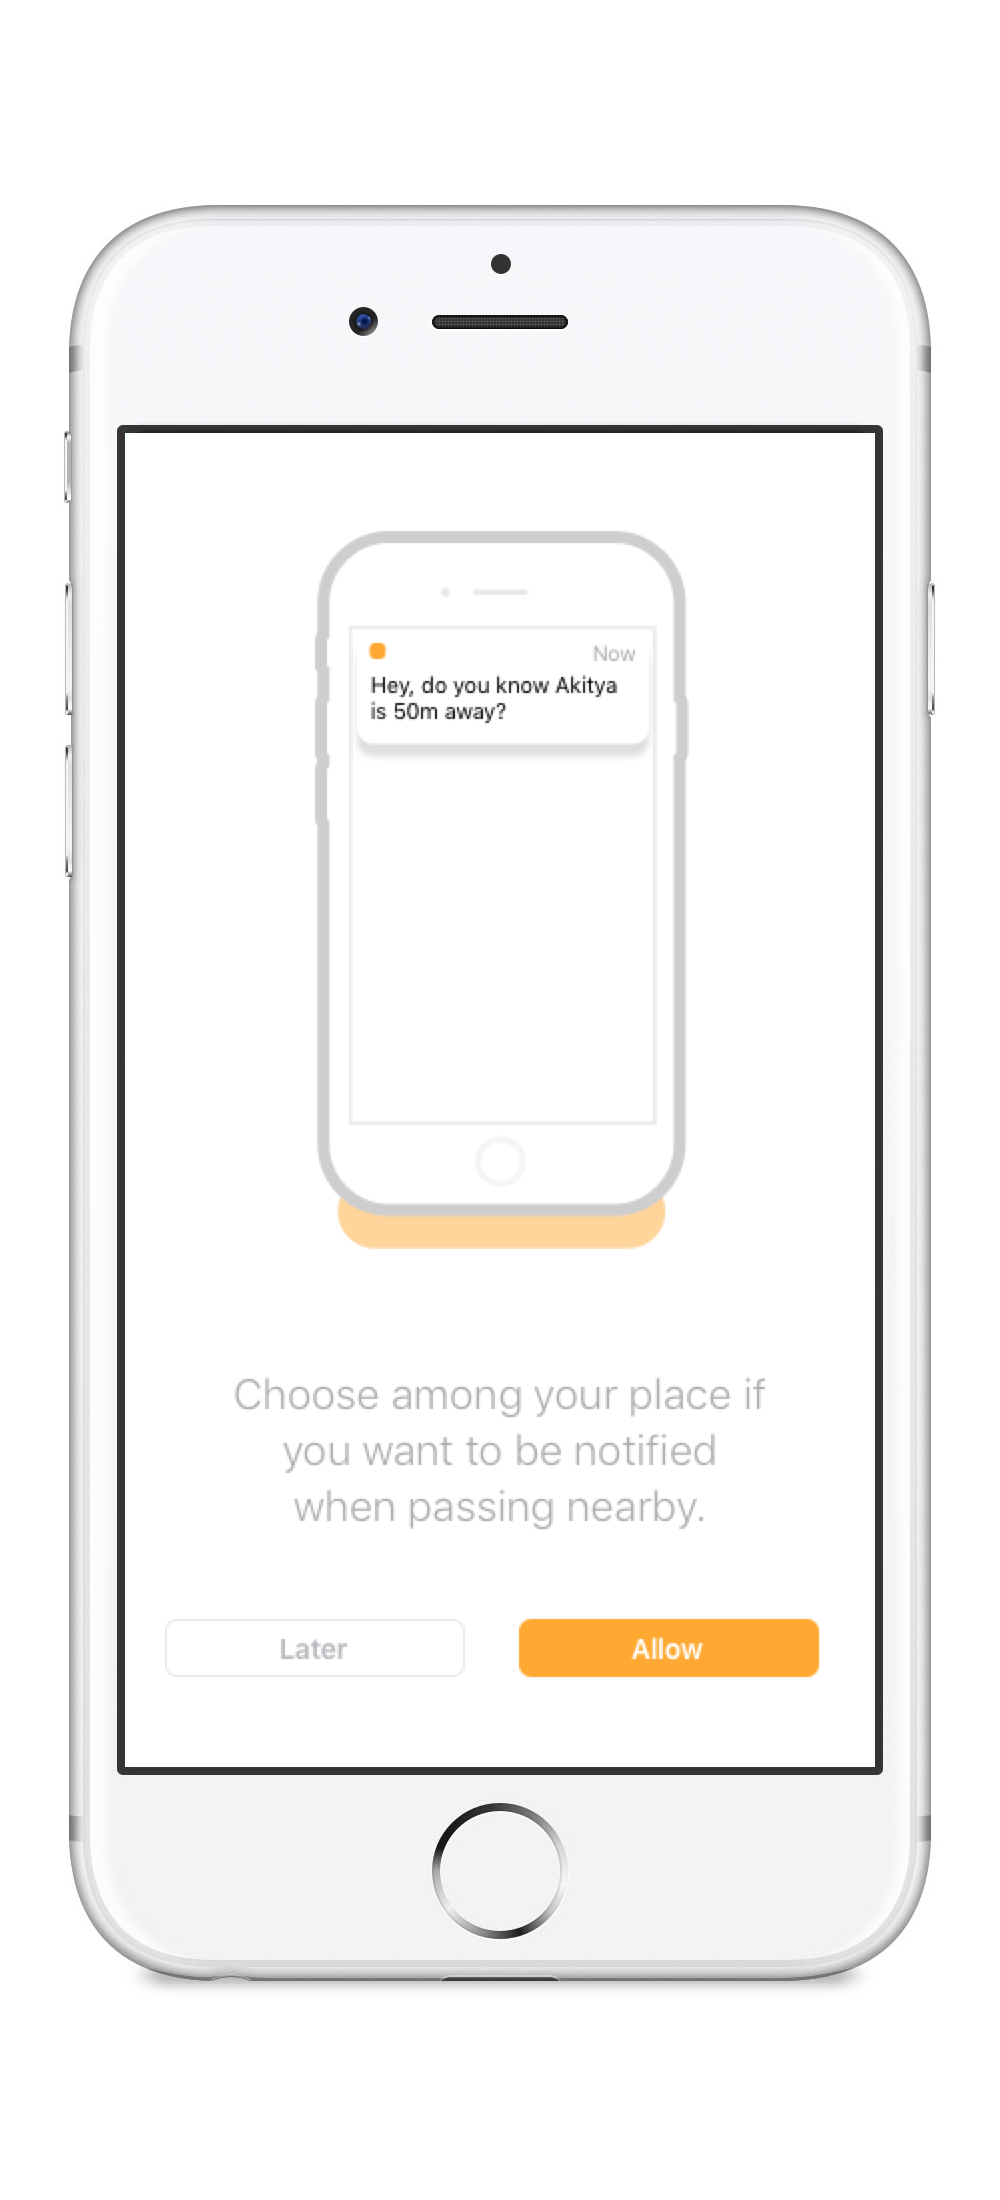 Now
Hey, do you know Akitya
is 50m away?
Choose among your place if
you want to be notified
when passing nearby.
Later
Allow